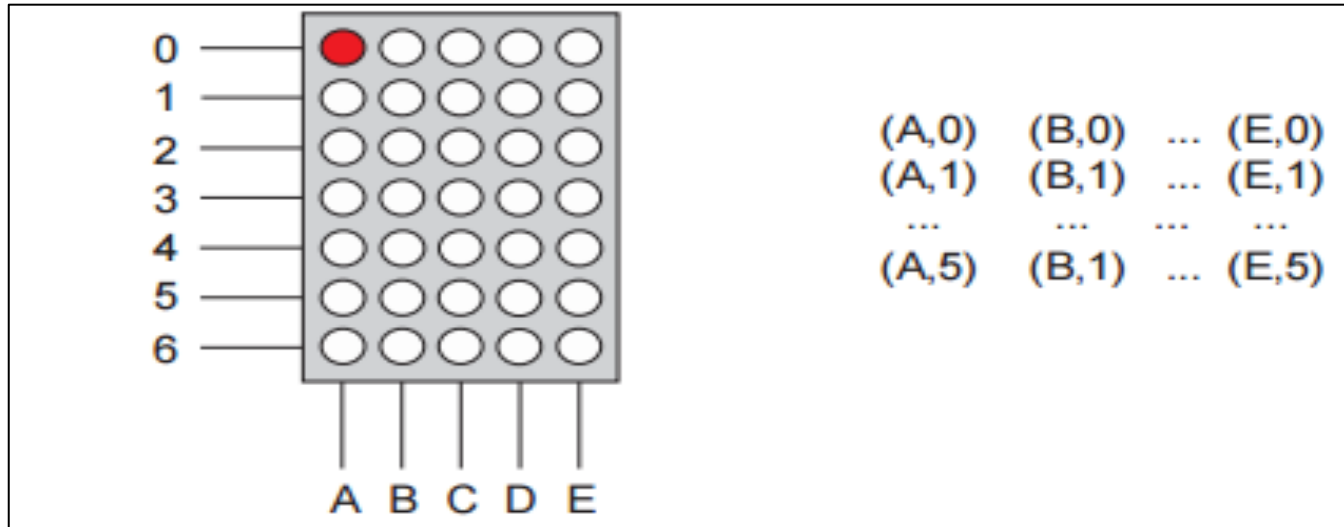 0
1
2
3
4
5
6
A B C D E
(A,0) (B,0) ... (E,0)
(A,1) (B,1) ... (E,1)
... ... ... ...
(A,5) (B,1) ... (E,5)